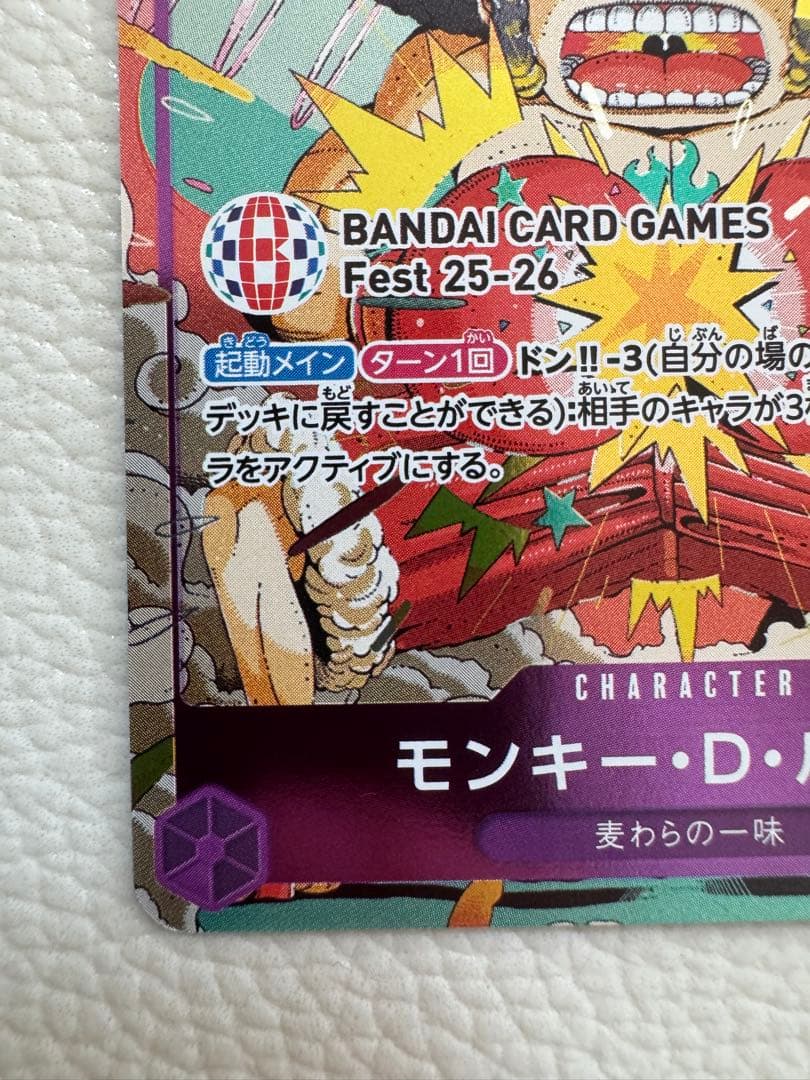 BANDAI CARD GAMES
Fest 25-26
起動メイン ターン1回 ドン!! -3(自分の場の
デッキに戻すことができる):相手のキャラが3
ラをアクティブにする。
CHARACTER
モンキー・D・
麦わらの一味